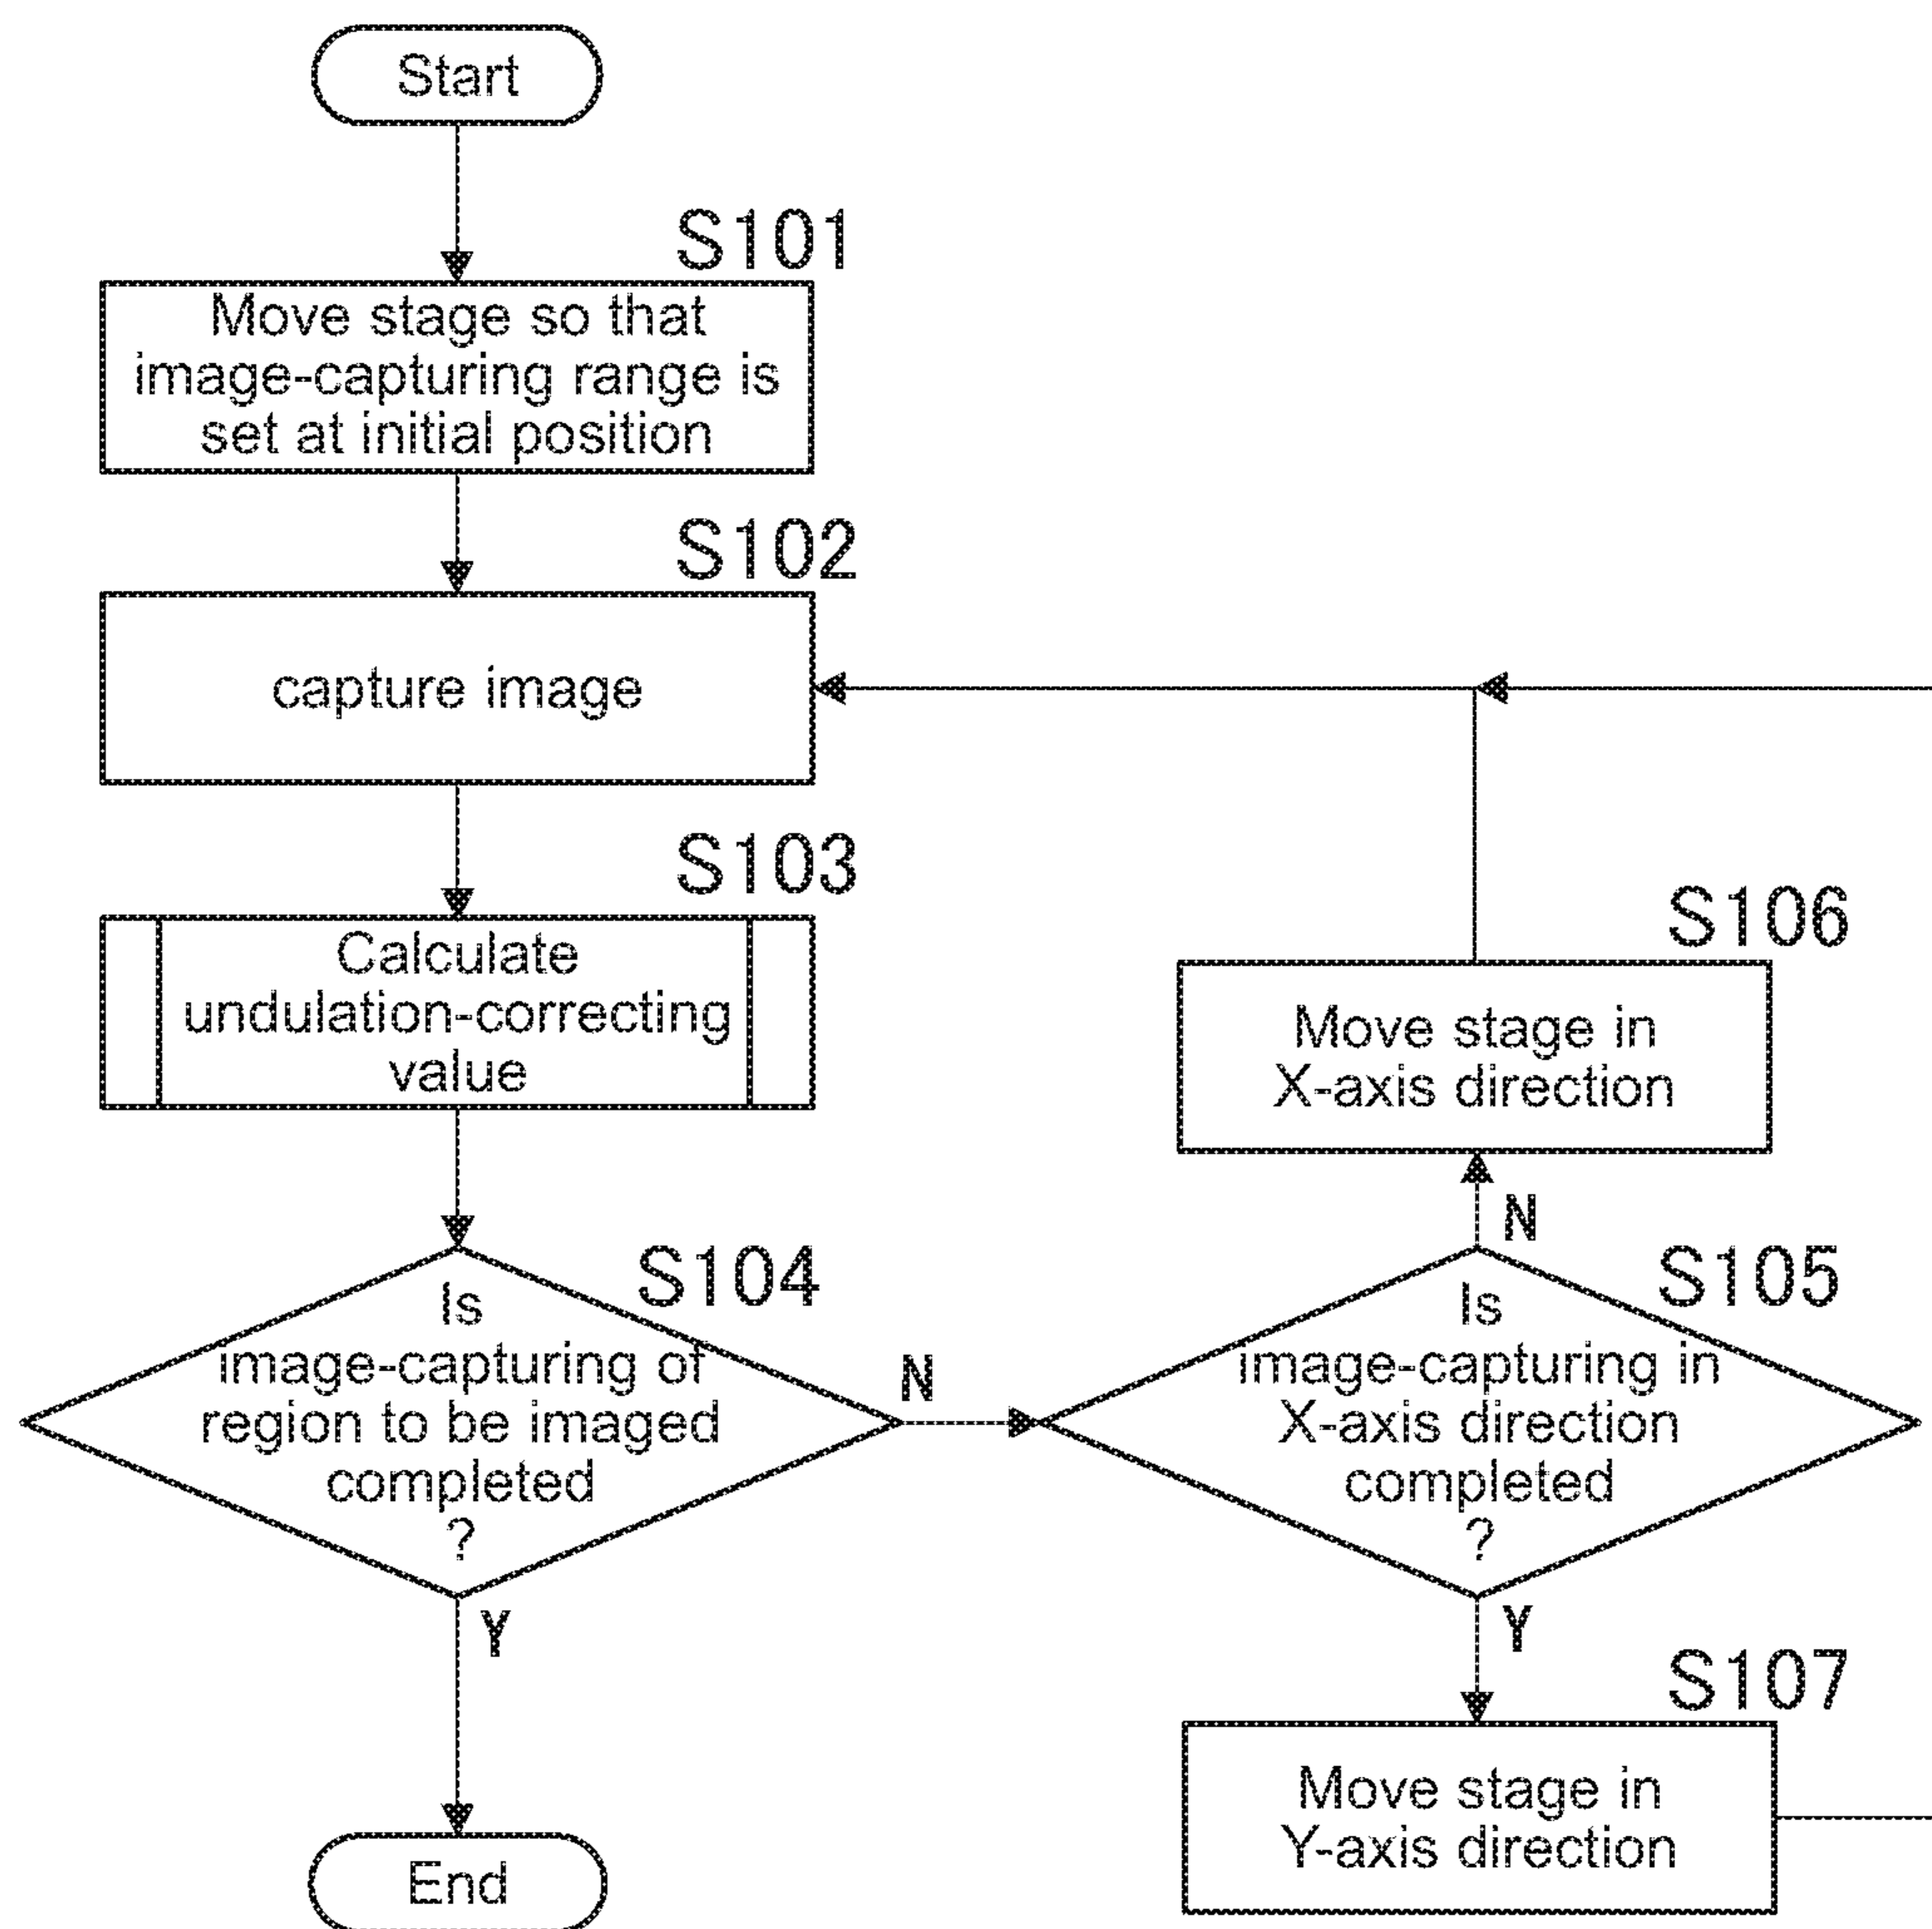 Start
S101
Move stage so that
image-capturing range is
set at initial position
S102
capture image
S103
Calculate
undulation-correcting
value
S104
Is
image-capturing of
region to be imaged
completed
?
N
Y
End
S105
Is
image-capturing in
X-axis direction
completed
?
N
S106
Move stage in
X-axis direction
Y
S107
Move stage in
Y-axis direction